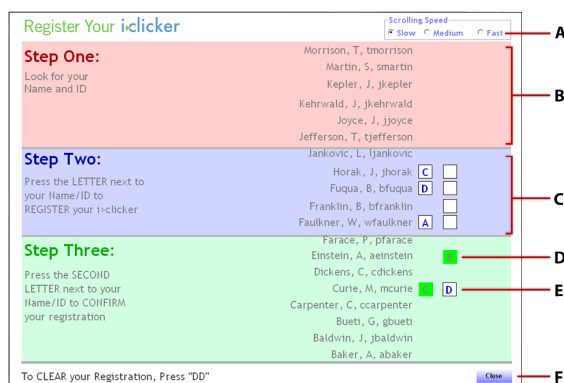 Register Your i>clicker
Scrolling Speed
Slow Medium Fast
A
Step One:
Look for your
Name and ID
Morrison, T, tmorrison
Martin, S, smartin
Kepler, J, jkepler
Kehrwald, J, jkehrwald
Joyce, J, jjoyce
Jefferson, T, tjefferson
B
Step Two:
Press the LETTER next to
your Name/ID to
REGISTER your i>clicker
Jankovic, L, ljankovic
Horak, J, jhorak C
Fuqua, B, bfuqua D
Franklin, B, bfranklin
Faulkner, W, wfaulkner A
C
Step Three:
Press the SECOND
LETTER next to your
Name/ID to CONFIRM
your registration
Farace, P, pfarace
Einstein, A, aeinstein D
D
Dickens, C, cdickens
Curie, M, mcurie C D
E
Carpenter, C, ccarpenter
Bueti, G, gbueti
Baldwin, J, jbaldwin
Baker, A, abaker
To CLEAR your Registration, Press "DD"
Close
F